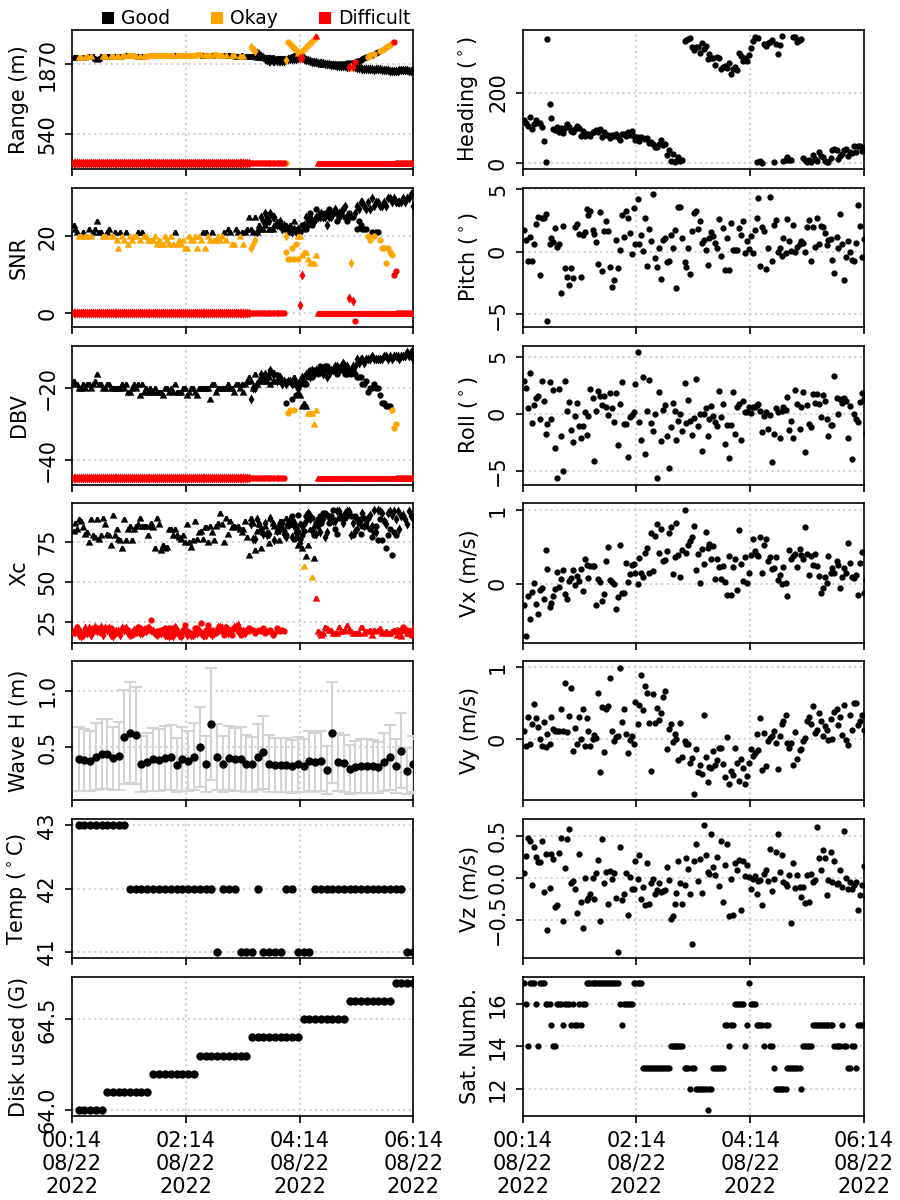 Good Okay Difficult
Range (m)
1870
540
Heading (°)
200
0
SNR
20
0
Pitch (°)
5
0
−5
DBV
−20
−40
Roll (°)
5
0
−5
Xc
75
50
25
Vx (m/s)
1
0
Wave H (m)
1.0
0.5
Vy (m/s)
1
0
Temp (°C)
43
42
41
Vz (m/s)
0.5
0.0
−0.5
Disk used (G)
64.5
64.0
Sat. Numb.
16
14
12
00:14 02:14 04:14 06:14 00:14 02:14 04:14 06:14
08/22 08/22 08/22 08/22 08/22 08/22 08/22 08/22
2022 2022 2022 2022 2022 2022 2022 2022